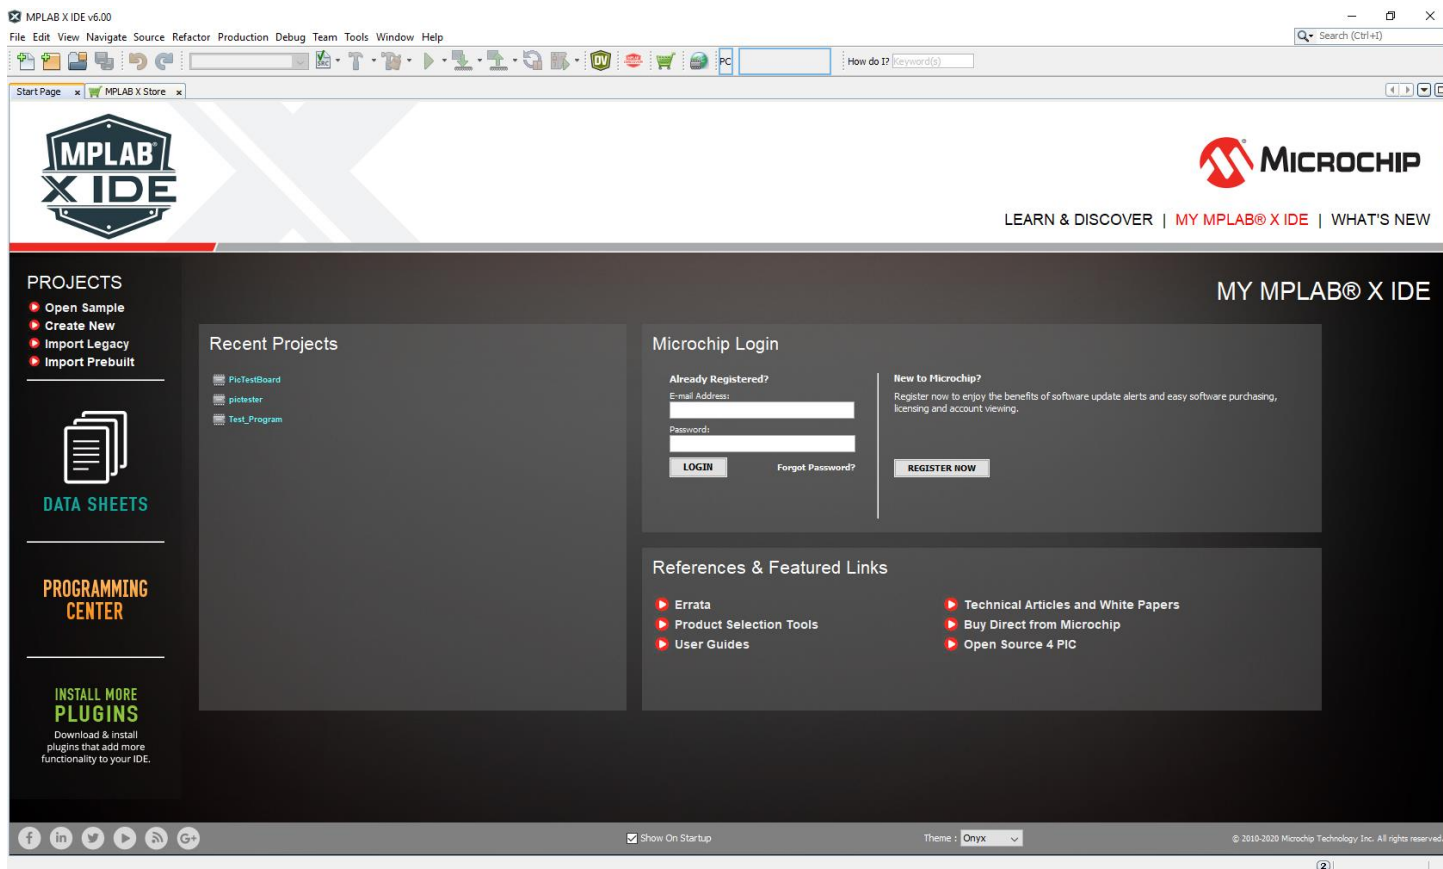 MPLAB X IDE v6.00
File Edit View Navigate Source Refactor Production Debug Team Tools Window Help
Search (Ctrl+I)
SRC
DV
PC
How do I? Keyword(s)
Start Page
MPLAB X Store
MPLAB
X IDE
MICROCHIP
LEARN & DISCOVER | MY MPLAB® X IDE | WHAT'S NEW
PROJECTS
Open Sample
Create New
Import Legacy
Import Prebuilt
DATA SHEETS
PROGRAMMING
CENTER
INSTALL MORE
PLUGINS
Download & install
plugins that add more
functionality to your IDE.
MY MPLAB® X IDE
Recent Projects
PicTestBoard
pictester
Test_Program
Microchip Login
Already Registered?
E-mail Address:
Password:
LOGIN
Forgot Password?
New to Microchip?
Register now to enjoy the benefits of software update alerts and easy software purchasing,
licensing and account viewing.
REGISTER NOW
References & Featured Links
Errata
Product Selection Tools
User Guides
Technical Articles and White Papers
Buy Direct from Microchip
Open Source 4 PIC
f in G+
Show On Startup
Theme : Onyx
© 2010-2020 Microchip Technology Inc. All rights reserved.
2